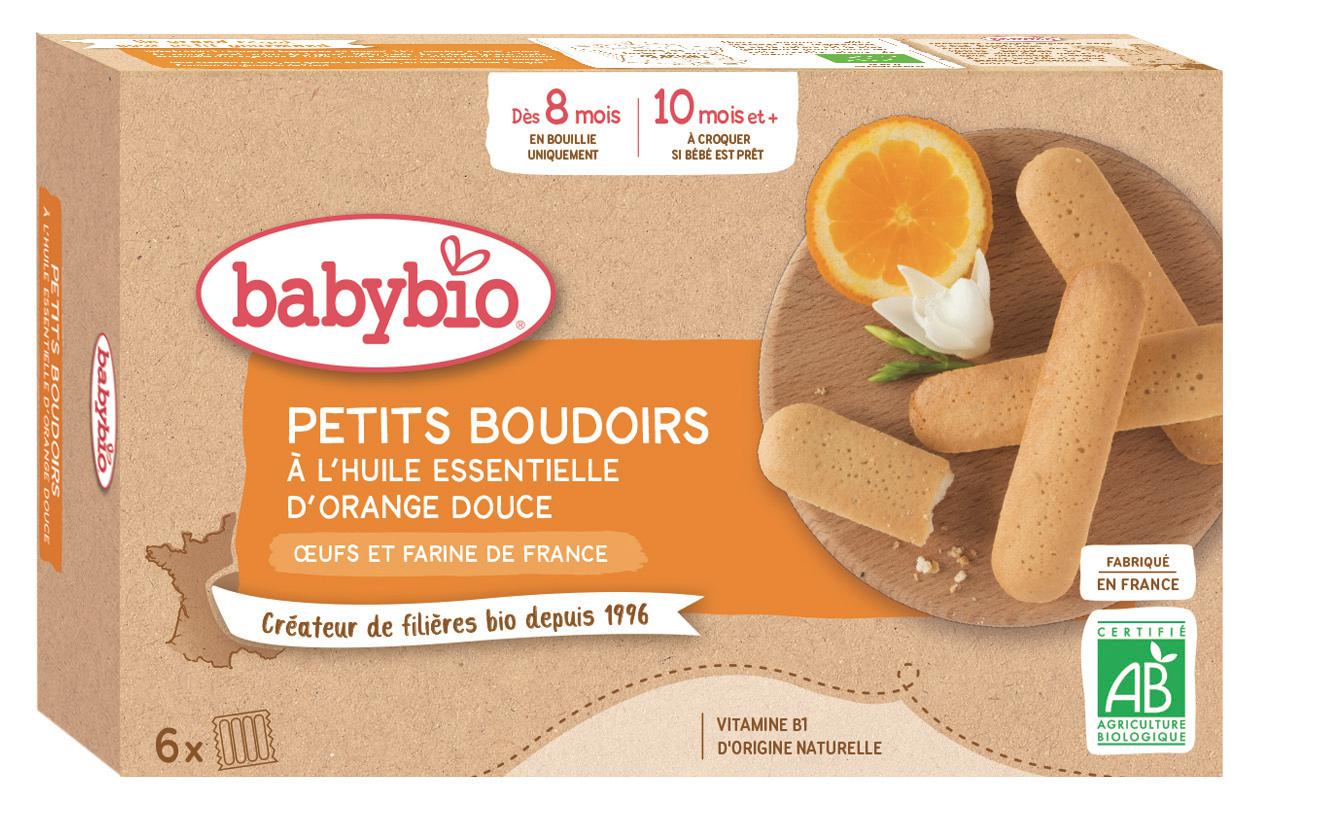 Dès 8 mois
EN BOUILLIE
UNIQUEMENT
10 mois et +
À CROQUER
SI BÉBÉ EST PRÊT
babybio®
PETITS BOUDOIRS
À L'HUILE ESSENTIELLE
D'ORANGE DOUCE
ŒUFS ET FARINE DE FRANCE
Créateur de filières bio depuis 1996
6x
VITAMINE B1
D'ORIGINE NATURELLE
FABRIQUÉ
EN FRANCE
CERTIFIÉ
AB
AGRICULTURE
BIOLOGIQUE
PETITS BOUDOIRS
À L'HUILE ESSENTIELLE D'ORANGE DOUCE
babybio